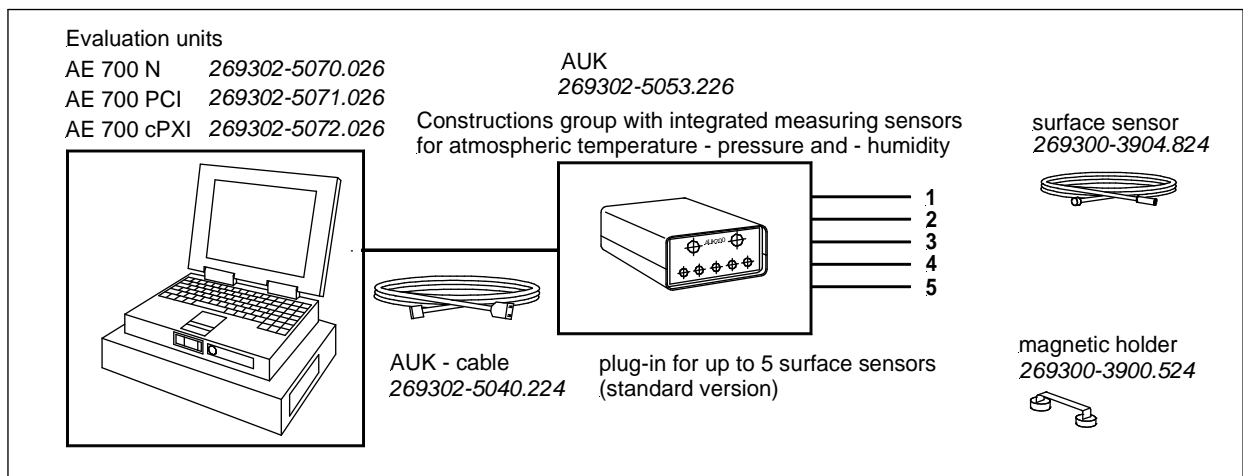 Evaluation units
AE 700 N 269302-5070.026
AE 700 PCI 269302-5071.026
AE 700 cPXI 269302-5072.026
AUK
269302-5053.226
Constructions group with integrated measuring sensors
for atmospheric temperature - pressure and - humidity
surface sensor
269300-3904.824
1
2
3
4
5
AUK - cable
269302-5040.224
plug-in for up to 5 surface sensors
(standard version)
magnetic holder
269300-3900.524